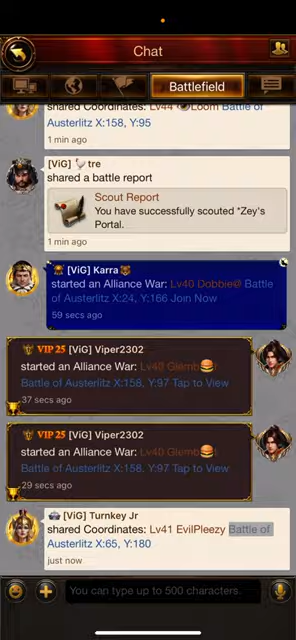 Chat
Battlefield
shared Coordinates: Lv44 Loom Battle of
Austerlitz X:158, Y:95
1 min ago
[ViG] tre
shared a battle report
Scout Report
You have successfully scouted *Zey's
Portal.
1 min ago
[ViG] Karra
started an Alliance War: Lv40 Dobbie@ Battle
of Austerlitz X:24, Y:166 Join Now
59 secs ago
VIP 25 [ViG] Viper2302
started an Alliance War: Lv40 Glemb
Battle of Austerlitz X:158, Y:97 Tap to View
37 secs ago
VIP 25 [ViG] Viper2302
started an Alliance War: Lv40 Glemb
Battle of Austerlitz X:158, Y:97 Tap to View
29 secs ago
[ViG] Turnkey Jr
shared Coordinates: Lv41 EvilPleezy Battle of
Austerlitz X:65, Y:180
just now
You can type up to 500 characters.